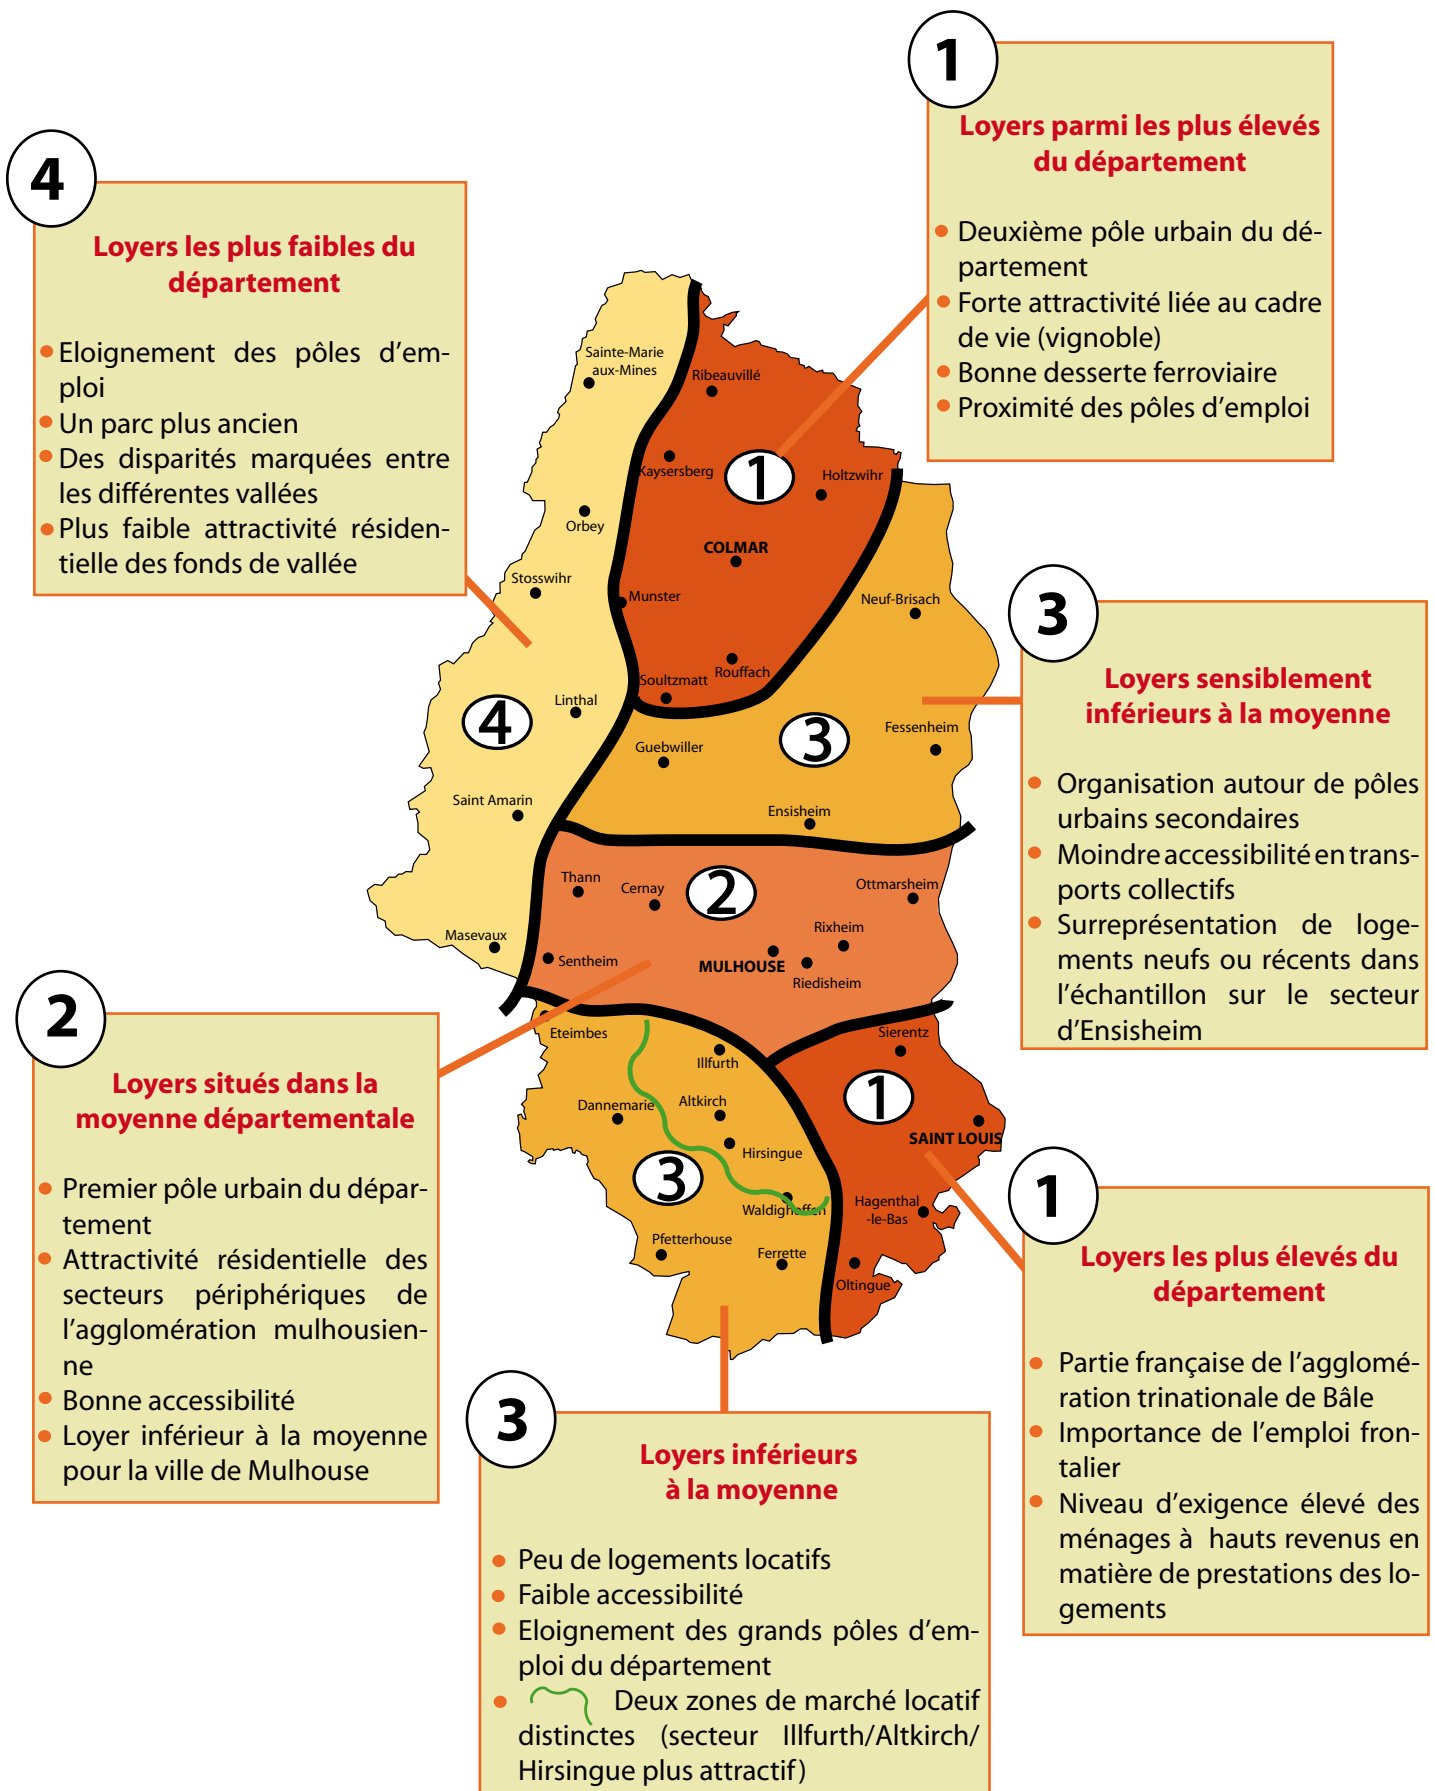 1
Loyers parmi les plus élevés
du département
Deuxième pôle urbain du dé-
partement
Forte attractivité liée au cadre
de vie (vignoble)
Bonne desserte ferroviaire
Proximité des pôles d'emploi
4
Loyers les plus faibles du
département
Eloignement des pôles d'em-
ploi
Un parc plus ancien
Des disparités marquées entre
les différentes vallées
Plus faible attractivité résiden-
tielle des fonds de vallée
Sainte-Marie
aux-Mines
Ribeauvillé
Kaysersberg
1
Holtzwihr
Orbey
COLMAR
Stosswihr
Munster
Neuf-Brisach
Rouffach
Soultzmatt
Linthal
4
3
Guebwiller
Fessenheim
Saint Amarin
Ensisheim
Thann
Cernay
2
Ottmarsheim
Masevaux
Sentheim
MULHOUSE
Rixheim
Riedisheim
Eteimbes
Illfurth
Sierentz
Dannemarie
Altkirch
1
Hirsingue
SAINT LOUIS
3
Waldighoffen
Hagenthal
-le-Bas
Pfetterhouse
Ferrette
Oltingue
3
Loyers sensiblement
inférieurs à la moyenne
Organisation autour de pôles
urbains secondaires
Moindre accessibilité en trans-
ports collectifs
Surreprésentation de loge-
ments neufs ou récents dans
l'échantillon sur le secteur
d'Ensisheim
2
Loyers situés dans la
moyenne départementale
Premier pôle urbain du dépar-
tement
Attractivité résidentielle des
secteurs périphériques de
l'agglomération mulhousien-
ne
Bonne accessibilité
Loyer inférieur à la moyenne
pour la ville de Mulhouse
1
Loyers les plus élevés du
département
Partie française de l'agglomé-
ration trinationale de Bâle
Importance de l'emploi fron-
talier
Niveau d'exigence élevé des
ménages à hauts revenus en
matière de prestations des lo-
gements
3
Loyers inférieurs
à la moyenne
Peu de logements locatifs
Faible accessibilité
Eloignement des grands pôles d'em-
ploi du département
Deux zones de marché locatif
distinctes (secteur Illfurth/Altkirch/
Hirsingue plus attractif)